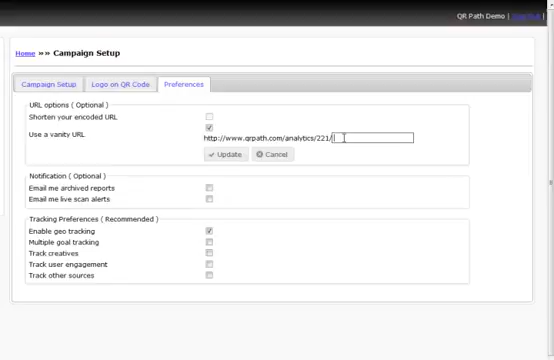 QR Path Demo |
Home »» Campaign Setup
Campaign Setup Logo on QR Code Preferences
URL options ( Optional )
Shorten your encoded URL
Use a vanity URL
http://www.qrpath.com/analytics/221/
Update Cancel
Notification ( Optional )
Email me archived reports
Email me live scan alerts
Tracking Preferences ( Recommended )
Enable geo tracking
Multiple goal tracking
Track creatives
Track user engagement
Track other sources